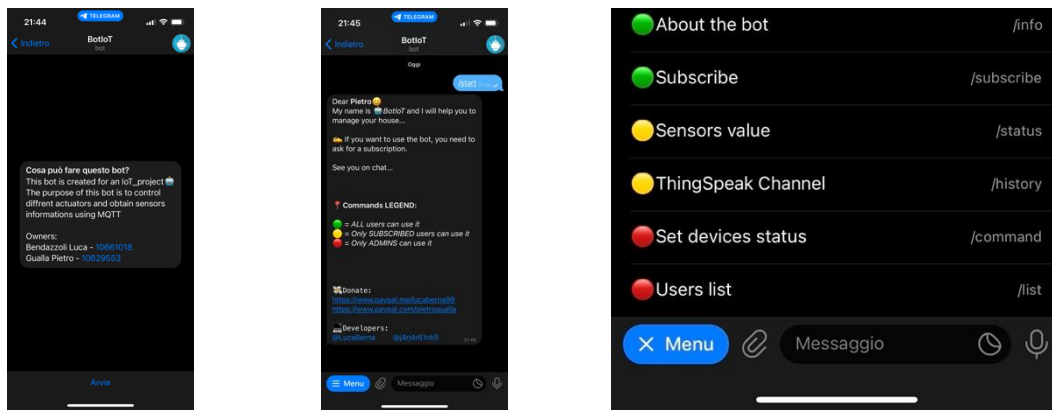 21:44
TELEGRAM
Indietro
BotIoT
bot
Cosa può fare questo bot?
This bot is created for an IoT_project
The purpose of this bot is to control
diffrent actuators and obtain sensors
informations using MQTT
Owners:
Bendazzoli Luca - 10661018
Gualla Pietro - 10629553
Avvia
21:45
TELEGRAM
Indietro
BotIoT
bot
Oggi
/start 21:45
Dear Pietro
My name is BotIoT and I will help you to
manage your house...
If you want to use the bot, you need to
ask for a subscription.
See you on chat...
Commands LEGEND:
= ALL users can use it
= Only SUBSCRIBED users can use it
= Only ADMINS can use it
Donate:
https://www.paypal.me/lucaberna99
https://www.paypal.com/pietrogualla
Developers:
@LucaBerna @j4rj4r61nk5
21:45
Menu
Messaggio
About the bot /info
Subscribe /subscribe
Sensors value /status
ThingSpeak Channel /history
Set devices status /command
Users list /list
Menu
Messaggio